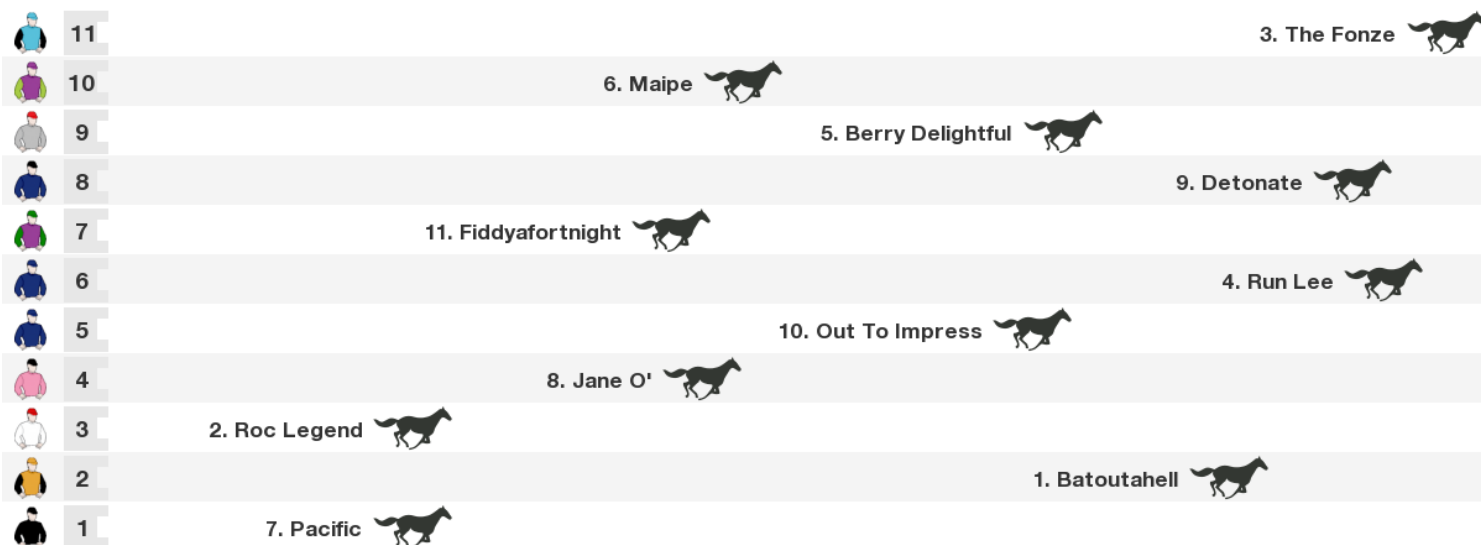 11 3. The Fonze
10 6. Maipe
9 5. Berry Delightful
8 9. Detonate
7 11. Fiddyafortnight
6 4. Run Lee
5 10. Out To Impress
4 8. Jane O'
3 2. Roc Legend
2 1. Batoutahell
1 7. Pacific